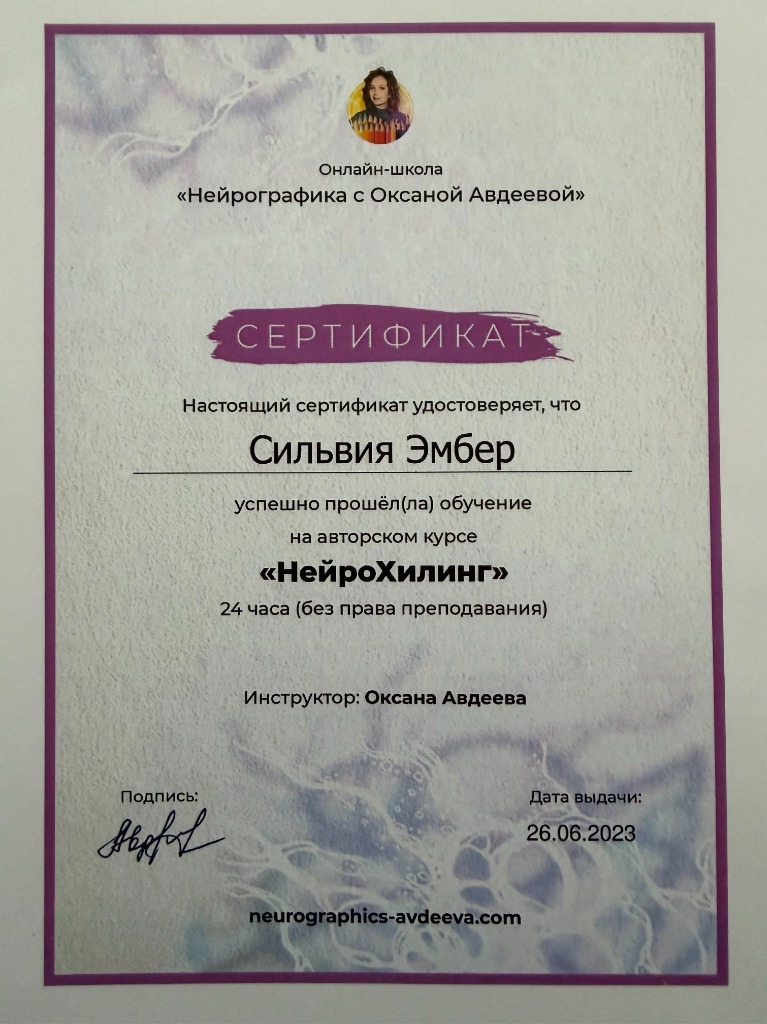 Онлайн-школа
«Нейрографика с Оксаной Авдеевой»
СЕРТИФИКАТ
Настоящий сертификат удостоверяет, что
Сильвия Эмбер
успешно прошёл(ла) обучение
на авторском курсе
«НейроХилинг»
24 часа (без права преподавания)
Инструктор: Оксана Авдеева
Подпись:
Дата выдачи:
26.06.2023
neurographics-avdeeva.com